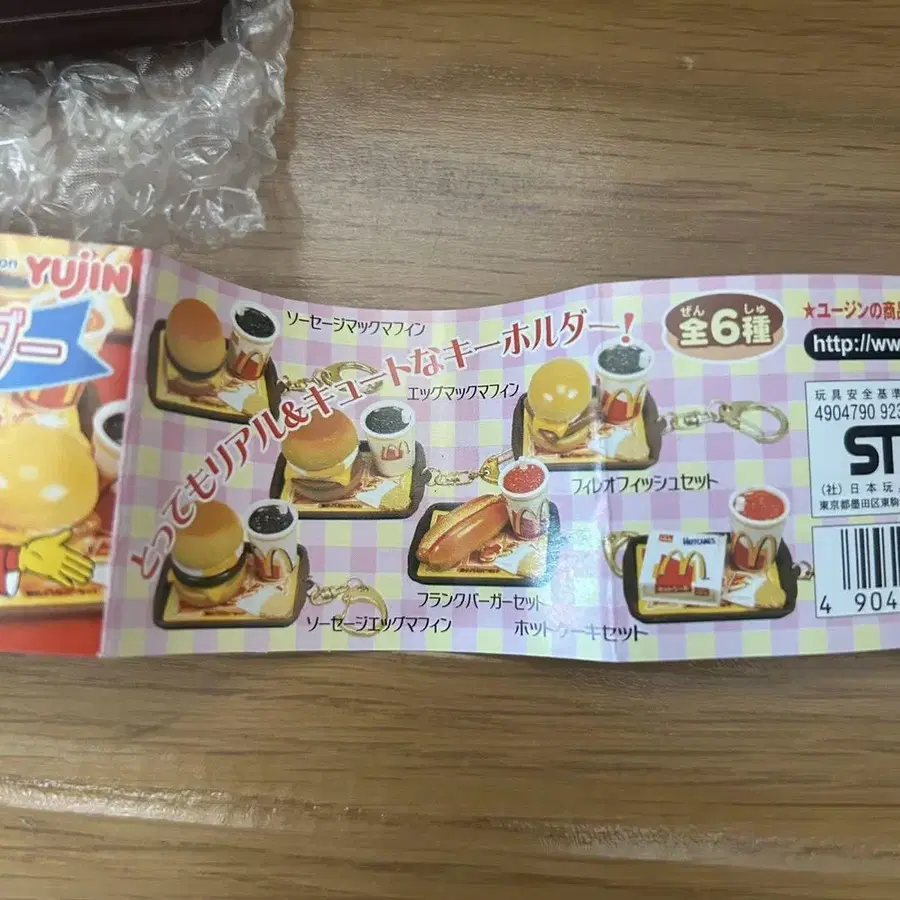 on YUJIN
ダー
ソーセージマックマフィン
とってもリアル&キュートなキーホルダー!
エッグマックマフィン
フィレオフィッシュセット
フランクバーガーセット
ソーセージエッグマフィン
ホットケーキセット
HOTCAKES
ぜん しゅ
全6種
★ユージンの商品
http://www
玩具安全基準
4904790 923
ST
(社)日本玩
東京都墨田区東駒
4 904